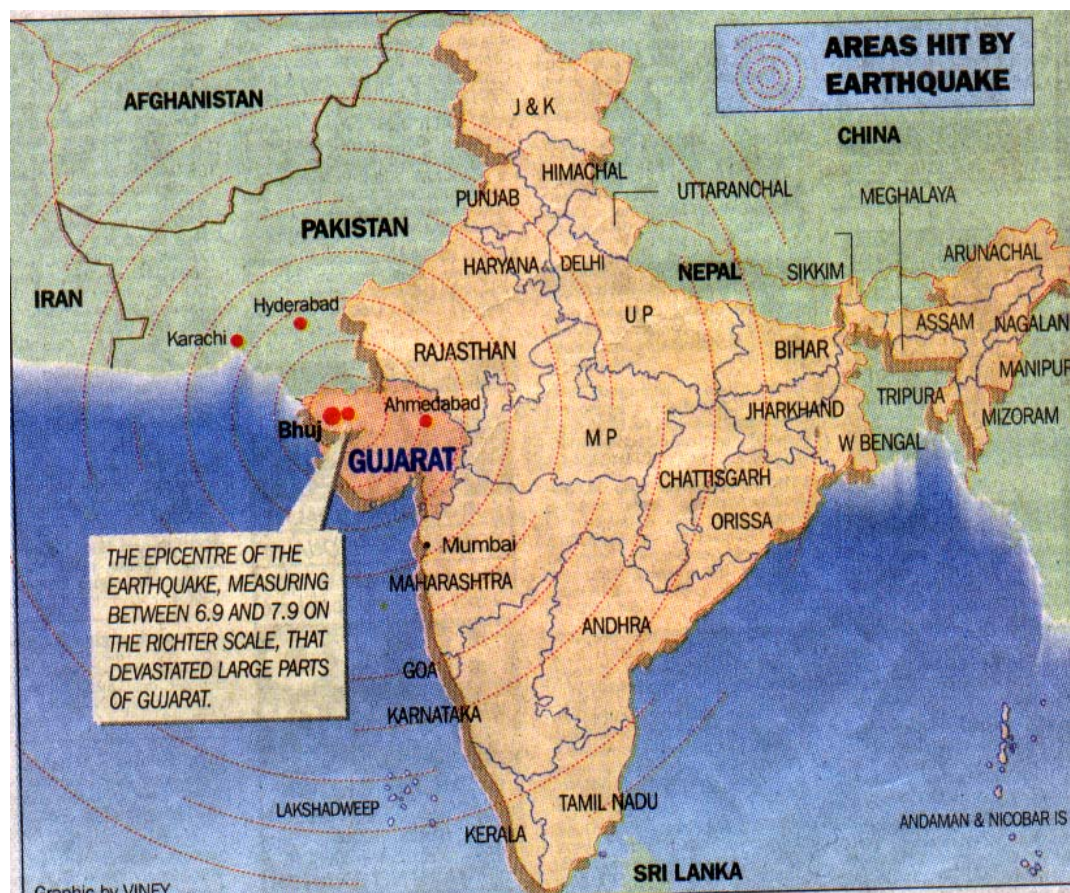 AREAS HIT BY
EARTHQUAKE
AFGHANISTAN
J & K
CHINA
HIMACHAL
PUNJAB
UTTARANCHAL
MEGHALAYA
PAKISTAN
HARYANA
DELHI
NEPAL
SIKKIM
ARUNACHAL
IRAN
Hyderabad
Karachi
U P
ASSAM
NAGALAN
RAJASTHAN
BIHAR
MANIPUR
Ahmedabad
JHARKHAND
TRIPURA
MIZORAM
Bhuj
M P
W BENGAL
GUJARAT
CHATTISGARH
ORISSA
Mumbai
THE EPICENTRE OF THE
EARTHQUAKE, MEASURING
BETWEEN 6.9 AND 7.9 ON
THE RICHTER SCALE, THAT
DEVASTATED LARGE PARTS
OF GUJARAT.
MAHARASHTRA
ANDHRA
GOA
KARNATAKA
LAKSHADWEEP
TAMIL NADU
KERALA
ANDAMAN & NICOBAR IS
SRI LANKA
Graphic by VINEY